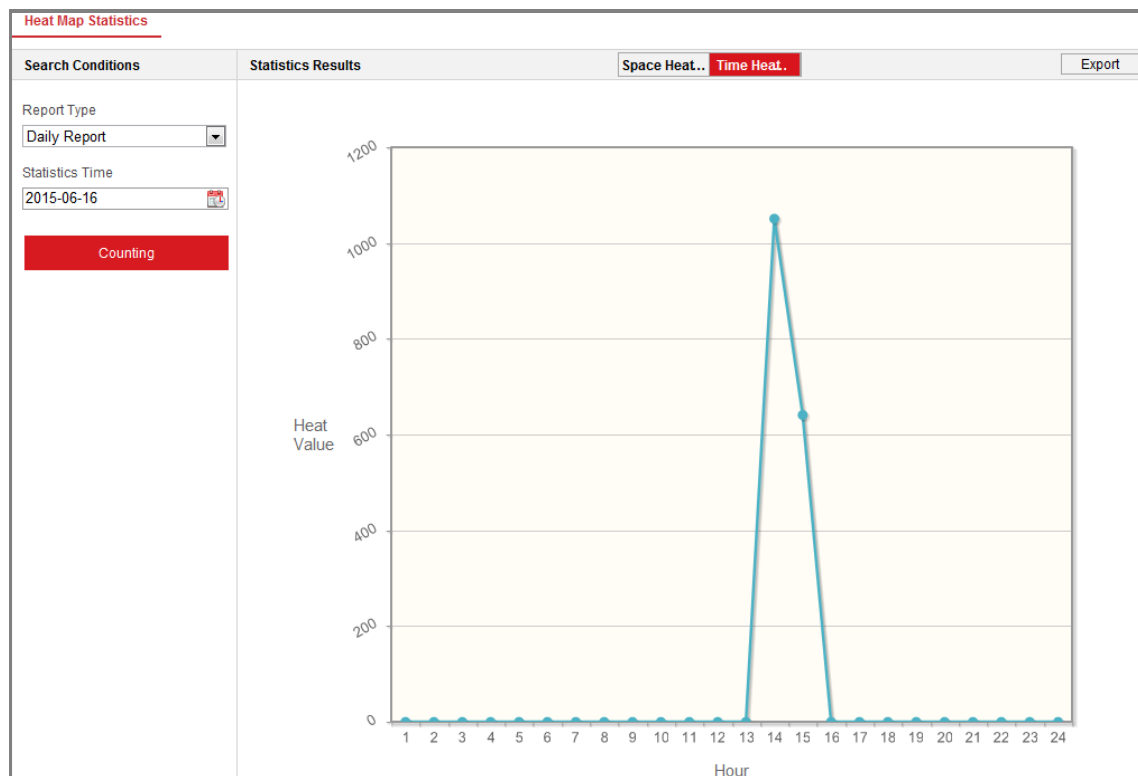 Heat Map Statistics
Search Conditions
Statistics Results
Space Heat...
Time Heat..
Export
Report Type
Daily Report
Statistics Time
2015-06-16
Counting
1200
1000
800
600
400
200
0
Heat
Value
1 2 3 4 5 6 7 8 9 10 11 12 13 14 15 16 17 18 19 20 21 22 23 24
Hour